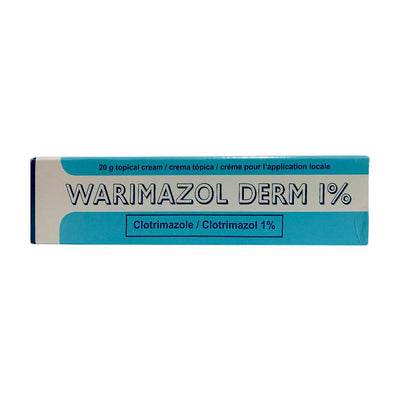 20 g topical cream / crema tópica / crème pour l'application locale
WARIMAZOL DERM 1%
Clotrimazole / Clotrimazol 1%